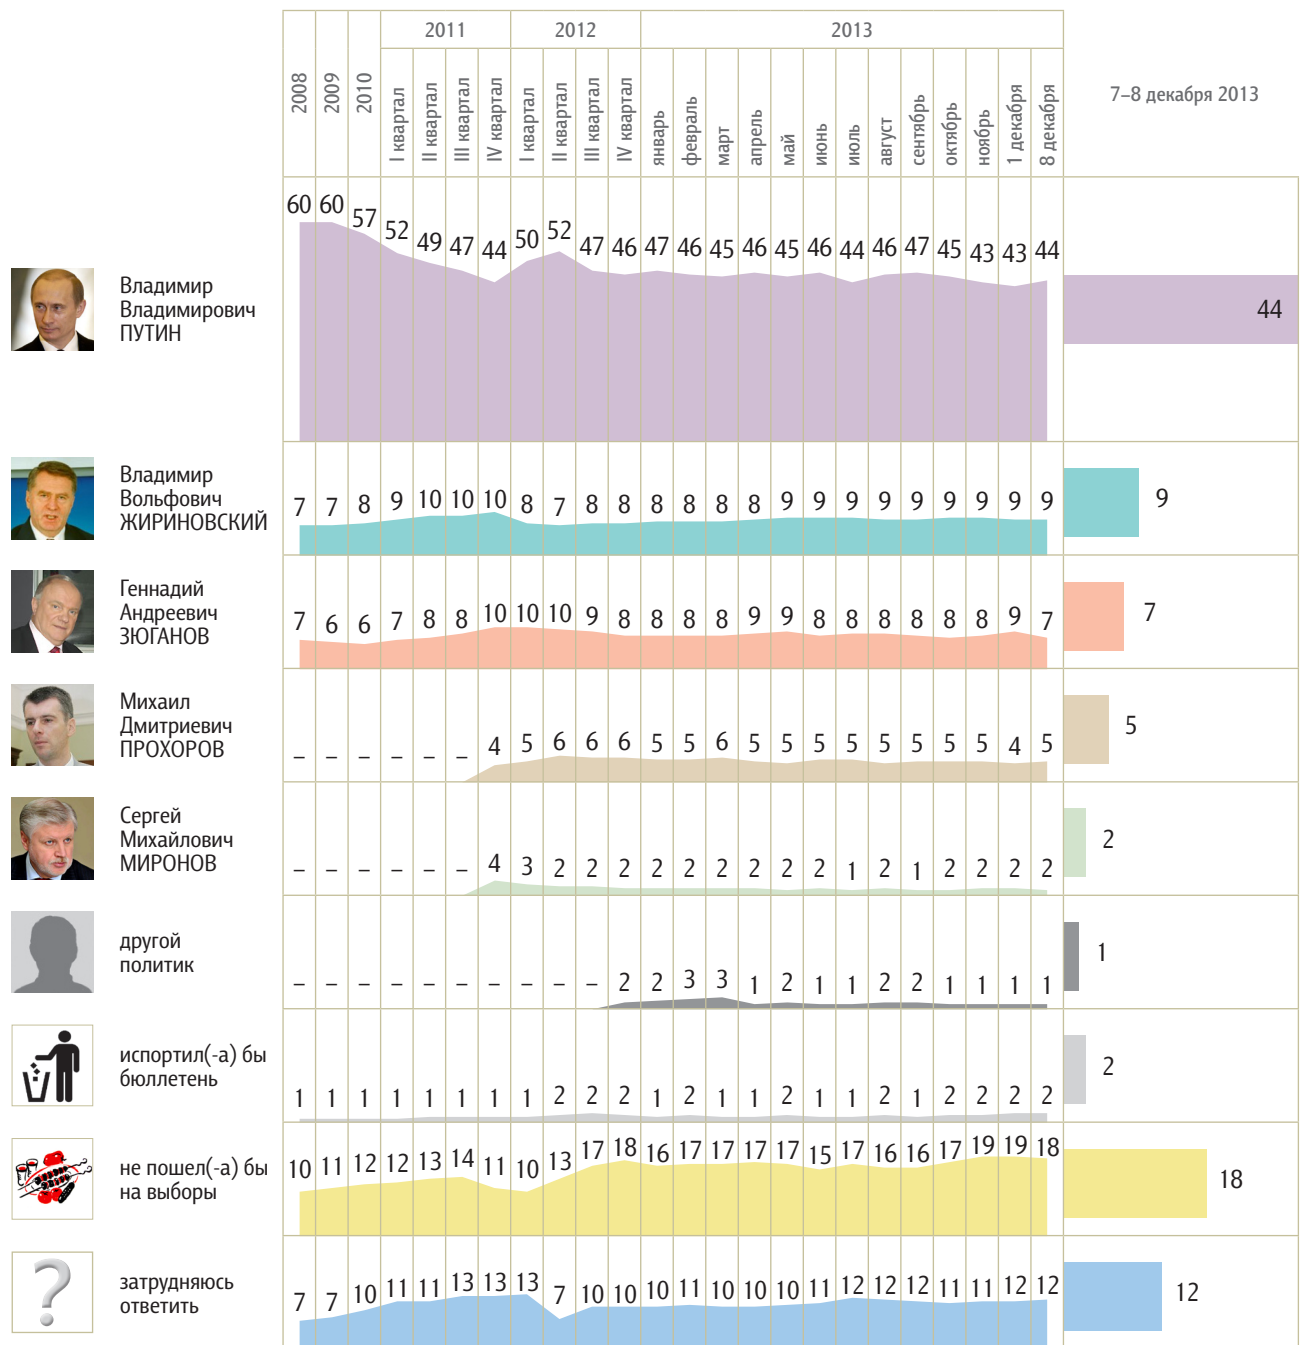 2011 2012 2013
2008 2009 2010 I квартал II квартал III квартал IV квартал I квартал II квартал III квартал IV квартал январь февраль март апрель май июнь июль август сентябрь октябрь ноябрь 1 декабря 8 декабря
7–8 декабря 2013
60 60 57 52 49 47 44 50 52 47 46 47 46 45 46 45 46 44 46 47 45 43 43 44
Владимир
Владимирович
ПУТИН
44
Владимир
Вольфович
ЖИРИНОВСКИЙ
7 7 8 9 10 10 10 8 7 8 8 8 8 8 8 9 9 9 9 9 9 9 9 9
9
Геннадий
Андреевич
ЗЮГАНОВ
7 6 6 7 8 8 10 10 10 9 8 8 8 8 9 9 8 8 8 8 8 8 9 7
7
Михаил
Дмитриевич
ПРОХОРОВ
– – – – – – 4 5 6 6 6 5 5 6 5 5 5 5 5 5 5 5 4 5
5
Сергей
Михайлович
МИРОНОВ
– – – – – – 4 3 2 2 2 2 2 2 2 2 2 1 2 1 2 2 2 2
2
другой
политик
– – – – – – – – – – 2 2 3 3 1 2 1 1 2 2 1 1 1 1
1
испортил(-а) бы
бюллетень
1 1 1 1 1 1 1 1 2 2 2 1 2 1 1 2 1 1 2 1 2 2 2 2
2
не пошел(-а) бы
на выборы
10 11 12 12 13 14 11 10 13 17 18 16 17 17 17 17 15 17 16 16 17 19 19 18
18
?
затрудняюсь
ответить
7 7 10 11 11 13 13 13 7 10 10 10 11 10 10 10 11 12 12 12 11 11 12 12
12